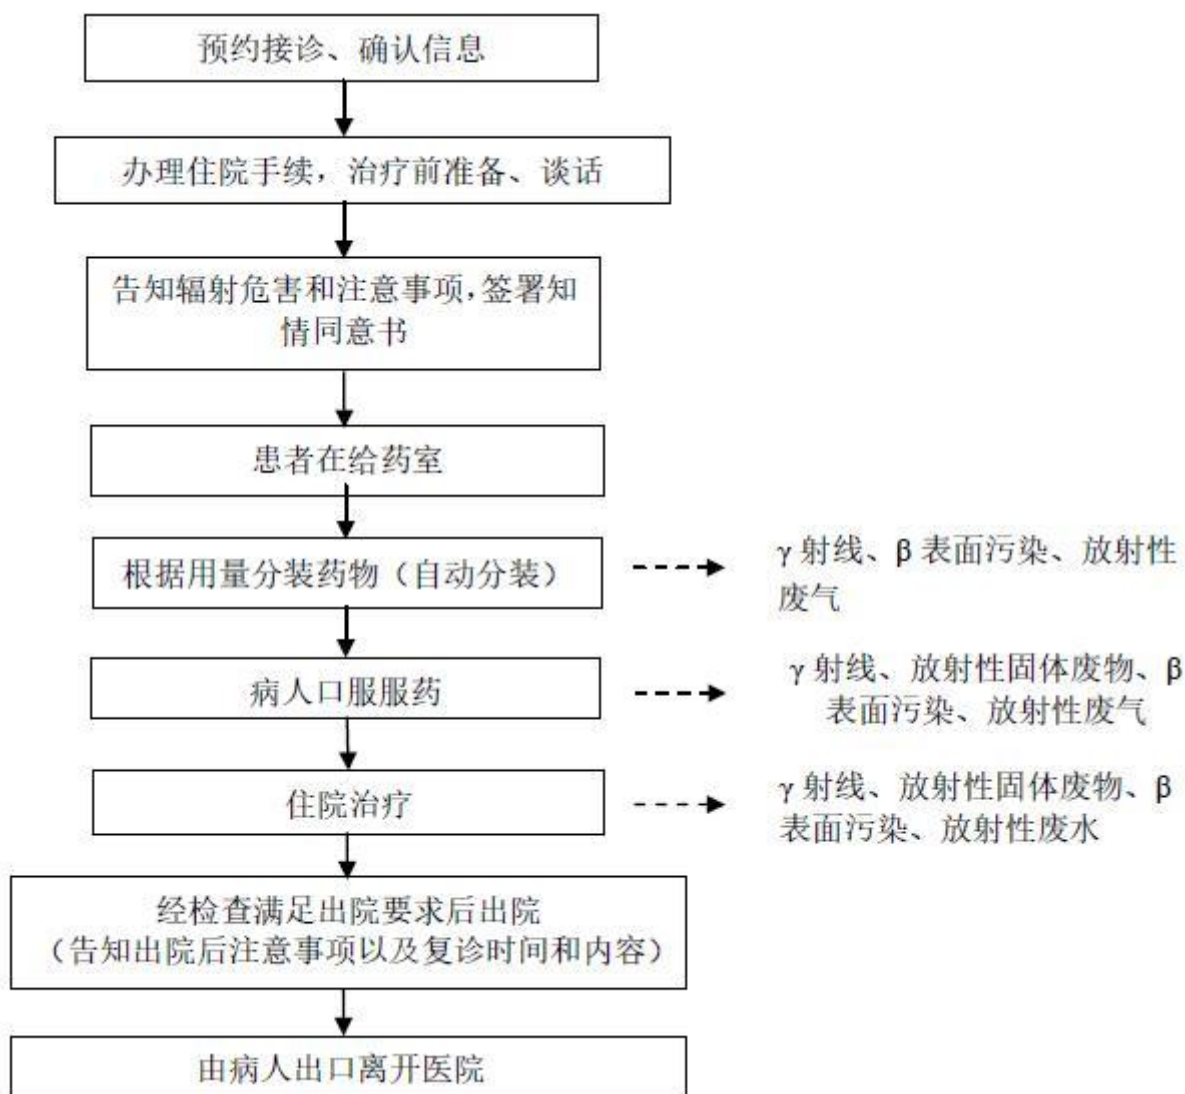 预约接诊、确认信息
办理住院手续，治疗前准备、谈话
告知辐射危害和注意事项，签署知
情同意书
患者在给药室
根据用量分装药物（自动分装）
γ 射线、β 表面污染、放射性
废气
病人口服服药
γ 射线、放射性固体废物、β
表面污染、放射性废气
住院治疗
γ 射线、放射性固体废物、β
表面污染、放射性废水
经检查满足出院要求后出院
（告知出院后注意事项以及复诊时间和内容）
由病人出口离开医院